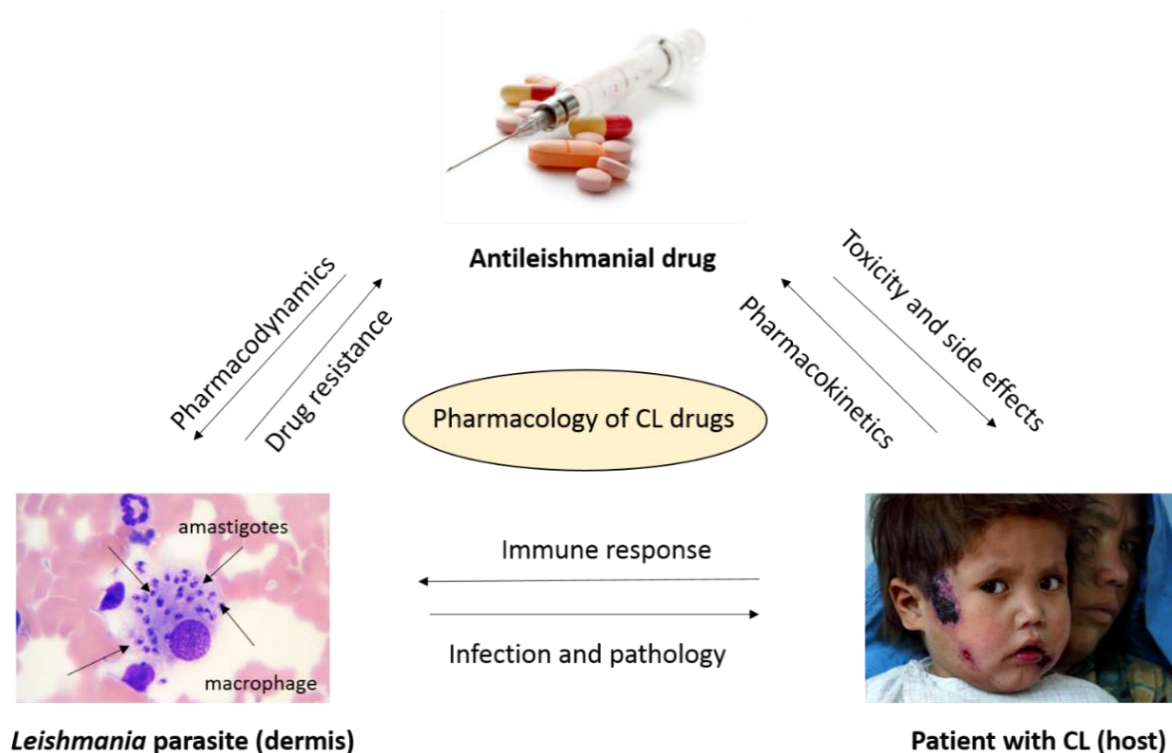 Antileishmanial drug
Pharmacodynamics
Drug resistance
Toxicity and side effects
Pharmacokinetics
Pharmacology of CL drugs
amastigotes
macrophage
Immune response
Infection and pathology
Leishmania parasite (dermis)
Patient with CL (host)